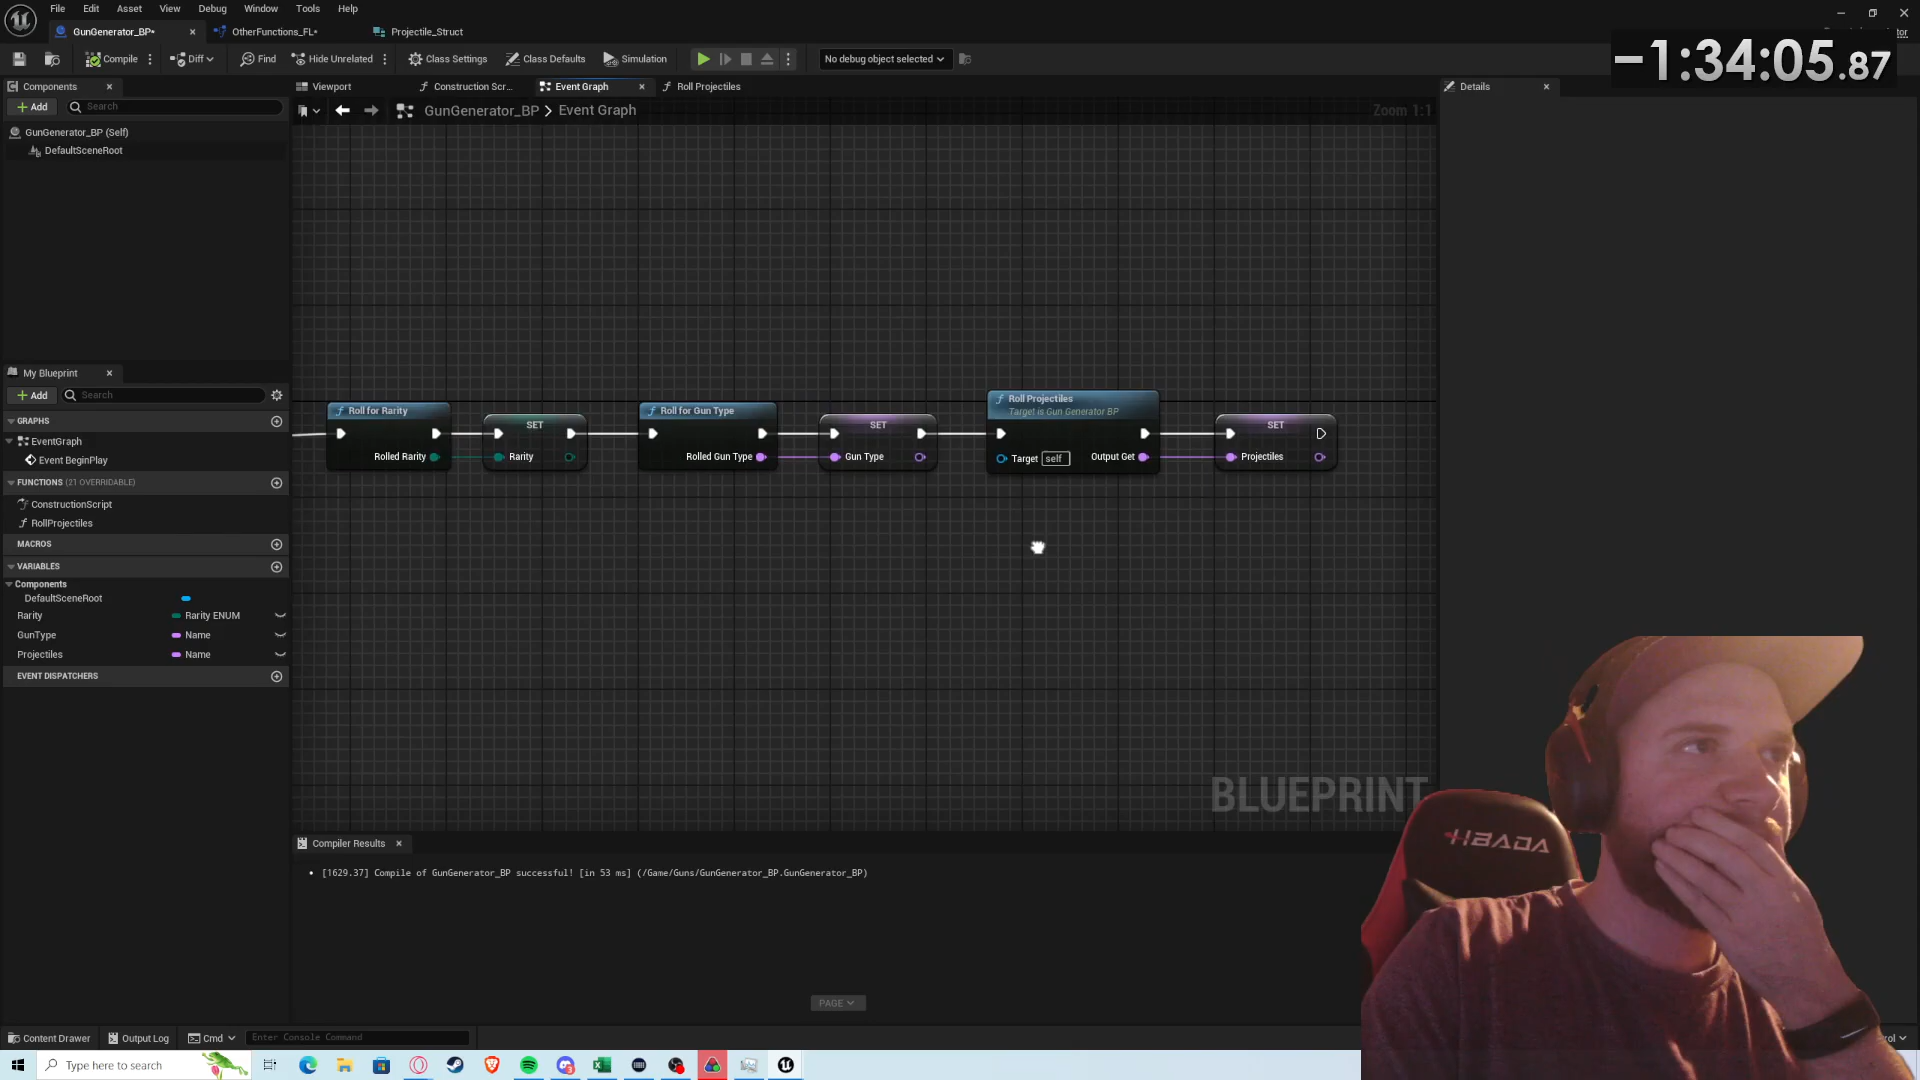 File Edit Asset View Debug Window Tools Help
GunGenerator_BP* OtherFunctions_FL* Projectile_Struct
Compile Diff Find Hide Unrelated Class Settings Class Defaults Simulation No debug object selected
-1:34:05.87
Components Viewport Construction Scr... Event Graph Roll Projectiles Details
Add Search GunGenerator_BP > Event Graph Zoom 1:1
GunGenerator_BP (Self)
DefaultSceneRoot
My Blueprint
Add Search
GRAPHS
EventGraph
Event BeginPlay
FUNCTIONS (21 OVERRIDABLE)
ConstructionScript
RollProjectiles
MACROS
VARIABLES
Components
DefaultSceneRoot
Rarity Rarity ENUM
GunType Name
Projectiles Name
EVENT DISPATCHERS
Roll for Rarity
Rolled Rarity
SET
Rarity
Roll for Gun Type
Rolled Gun Type
SET
Gun Type
Roll Projectiles
Target is Gun Generator BP
Target self Output Get
SET
Projectiles
BLUEPRINT
Compiler Results
[1629.37] Compile of GunGenerator_BP successful! [in 53 ms] (/Game/Guns/GunGenerator_BP.GunGenerator_BP)
PAGE
HBADA
Content Drawer Output Log Cmd Enter Console Command
Type here to search